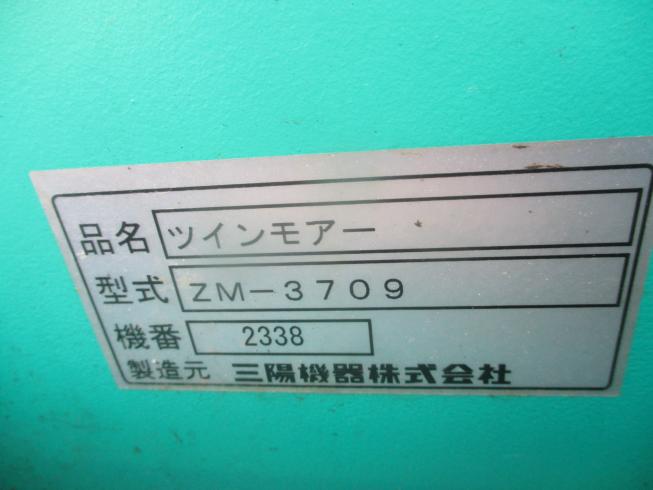 品名 ツインモアー
型式 ZM-3709
機番 2338
製造元 三陽機器株式会社